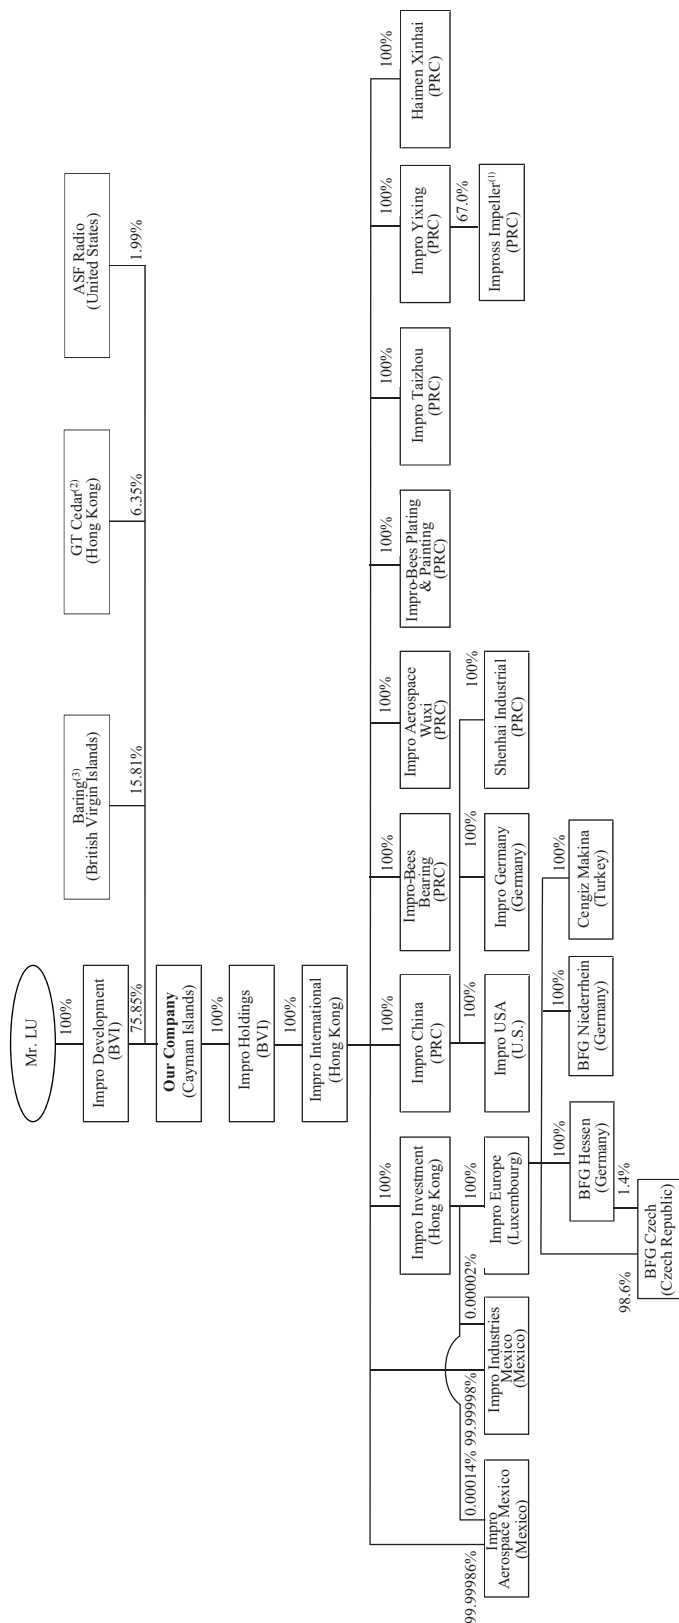 Mr. LU
100%
Impro Development
(BVI)
75.85%
Baring(3)
(British Virgin Islands)
15.81%
GT Cedar(2)
(Hong Kong)
6.35%
ASF Radio
(United States)
1.99%
Our Company
(Cayman Islands)
100%
Impro Holdings
(BVI)
100%
Impro International
(Hong Kong)
100%
Impro Investment
(Hong Kong)
100%
Impro China
(PRC)
100%
Impro-Bees
Bearing
(PRC)
100%
Impro Aerospace
Wuxi
(PRC)
100%
Impro-Bees Plating
& Painting
(PRC)
100%
Impro Taizhou
(PRC)
100%
Impro Yixing
(PRC)
100%
Haimen Xinhai
(PRC)
99.99986%
0.00014%
Impro
Aerospace Mexico
(Mexico)
99.99998%
0.00002%
Impro Industries
Mexico
(Mexico)
100%
Impro Europe
(Luxembourg)
100%
Impro USA
(U.S.)
100%
Impro Germany
(Germany)
100%
Shenhai Industrial
(PRC)
67.0%
Impross Impeller(1)
(PRC)
100%
BFG Hessen
(Germany)
100%
BFG Niederrhein
(Germany)
100%
Cengiz Makina
(Turkey)
98.6%
1.4%
BFG Czech
(Czech Republic)